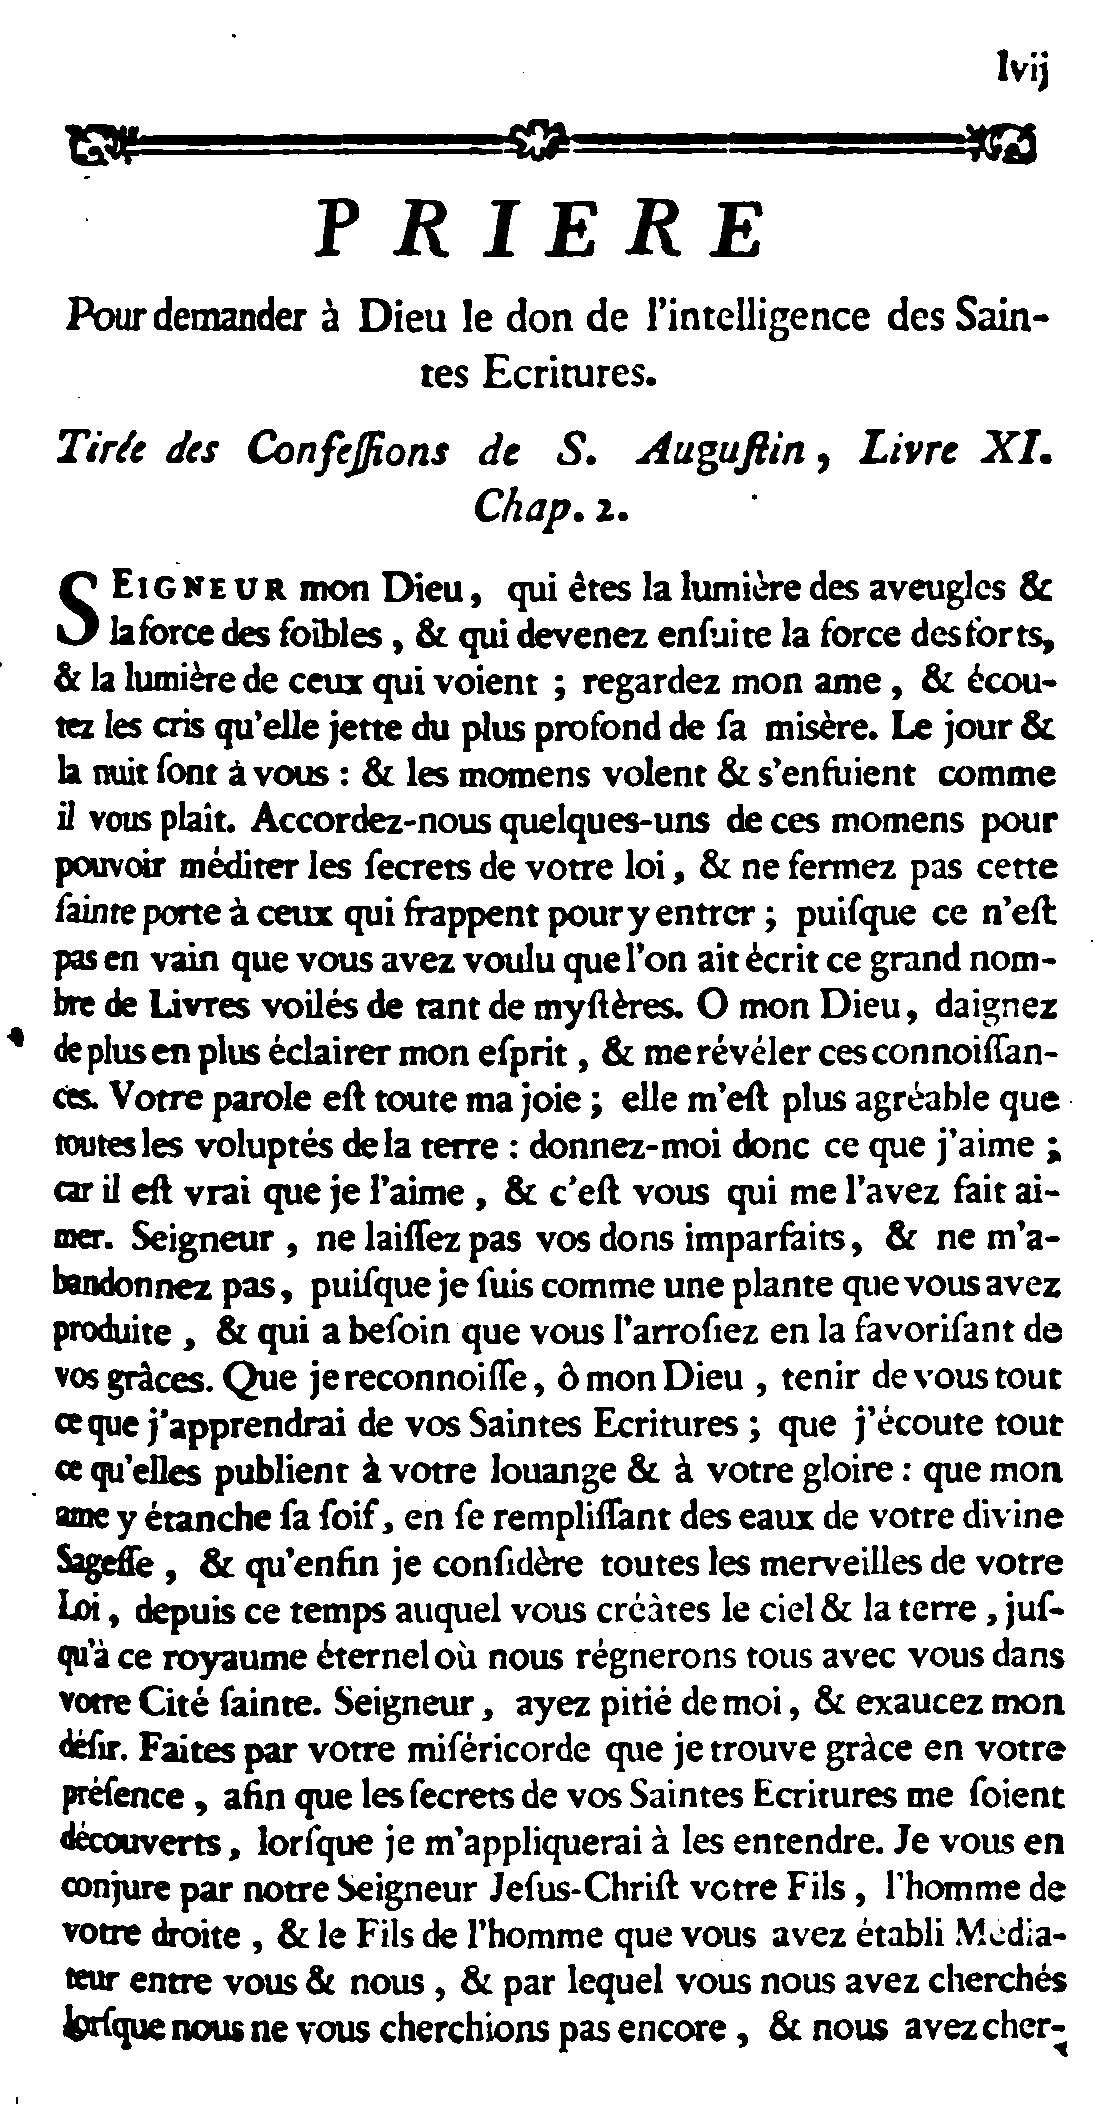 lvij
PRIERE
Pour demander à Dieu le don de l'intelligence des Sain-
tes Ecritures.
Tirée des Confeſſions de S. Auguſtin, Livre XI.
Chap. 2.
SEIGNEUR mon Dieu, qui êtes la lumière des aveugles &
la force des foibles, & qui devenez enſuite la force des forts,
& la lumière de ceux qui voient ; regardez mon ame, & écou-
tez les cris qu'elle jette du plus profond de ſa misère. Le jour &
la nuit ſont à vous : & les momens volent & s'enfuient comme
il vous plaît. Accordez-nous quelques-uns de ces momens pour
pouvoir méditer les ſecrets de votre loi, & ne fermez pas cette
ſainte porte à ceux qui frappent pour y entrer ; puiſque ce n'eſt
pas en vain que vous avez voulu que l'on ait écrit ce grand nom-
bre de Livres voilés de tant de myſtères. O mon Dieu, daignez
de plus en plus éclairer mon eſprit, & me révéler ces connoiſſan-
ces. Votre parole eſt toute ma joie ; elle m'eſt plus agréable que
toutes les voluptés de la terre : donnez-moi donc ce que j'aime ;
car il eſt vrai que je l'aime, & c'eſt vous qui me l'avez fait ai-
mer. Seigneur, ne laiſſez pas vos dons imparfaits, & ne m'a-
bandonnez pas, puiſque je ſuis comme une plante que vous avez
produite, & qui a beſoin que vous l'arroſiez en la favoriſant de
vos grâces. Que je reconnoiſſe, ô mon Dieu, tenir de vous tout
ce que j'apprendrai de vos Saintes Ecritures ; que j'écoute tout
ce qu'elles publient à votre louange & à votre gloire : que mon
ame y étanche ſa ſoif, en ſe rempliſſant des eaux de votre divine
Sageſſe, & qu'enfin je conſidère toutes les merveilles de votre
Loi, depuis ce temps auquel vous créàtes le ciel & la terre, juſ-
qu'à ce royaume éternel où nous régnerons tous avec vous dans
votre Cité ſainte. Seigneur, ayez pitié de moi, & exaucez mon
déſir. Faites par votre miſéricorde que je trouve grâce en votre
préſence, afin que les ſecrets de vos Saintes Ecritures me ſoient
découverts, lorſque je m'appliquerai à les entendre. Je vous en
conjure par notre Seigneur Jeſus-Chriſt votre Fils, l'homme de
votre droite, & le Fils de l'homme que vous avez établi Média-
teur entre vous & nous, & par lequel vous nous avez cherchés
lorſque nous ne vous cherchions pas encore, & nous avez cher-